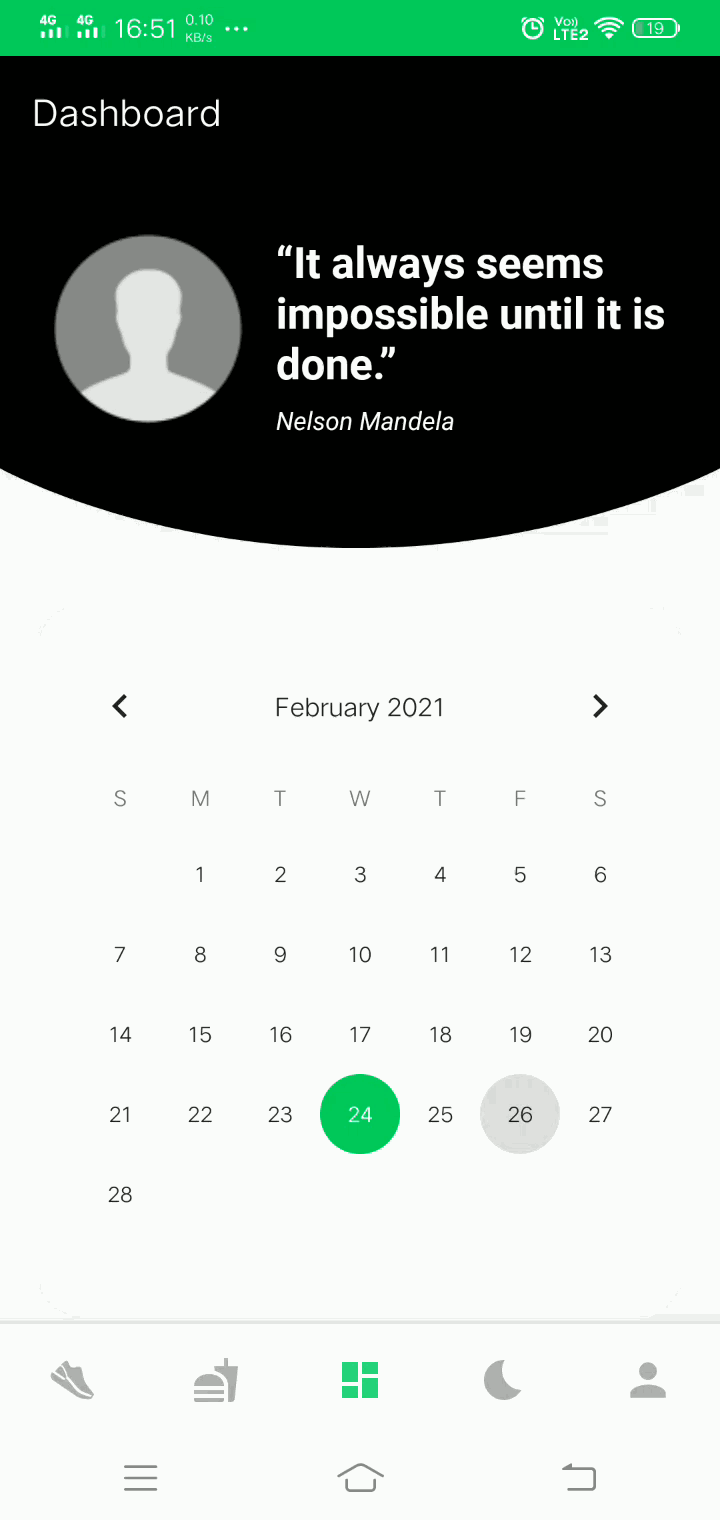 4G 4G 16:51 0.10 KB/s ... Vo)) LTE2 19
Dashboard
“It always seems
impossible until it is
done.”
Nelson Mandela
February 2021
S M T W T F S
1 2 3 4 5 6
7 8 9 10 11 12 13
14 15 16 17 18 19 20
21 22 23 24 25 26 27
28